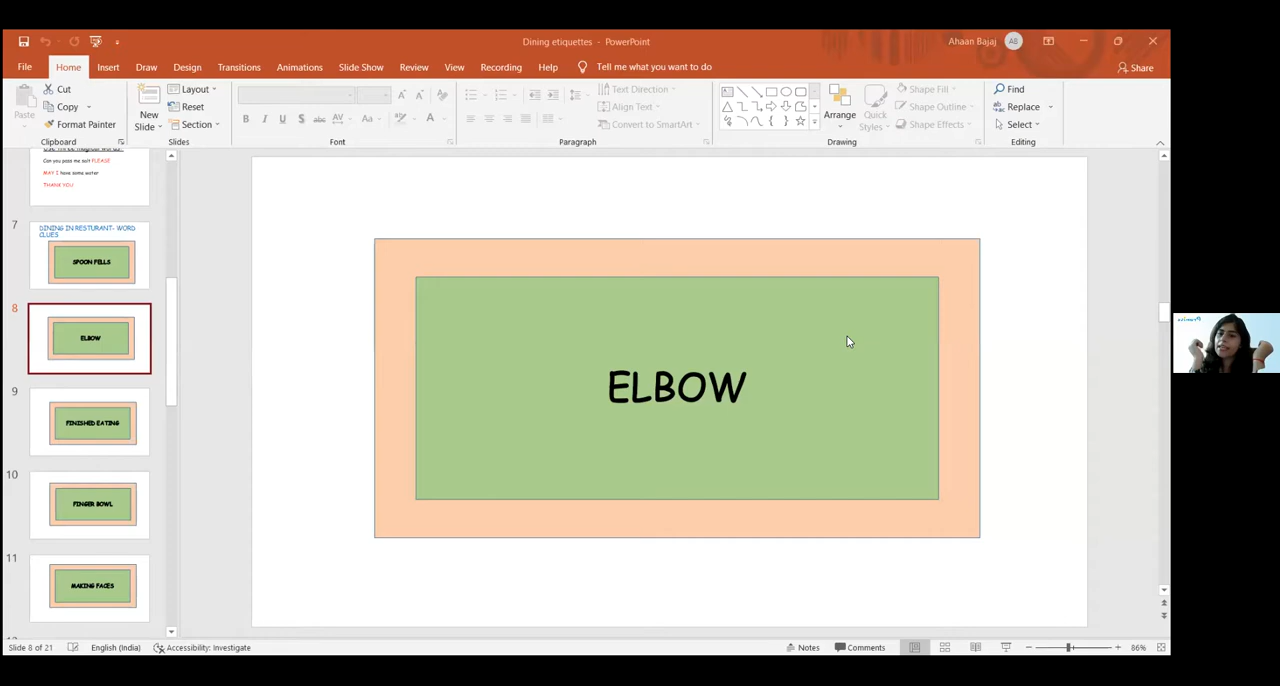 Dining etiquettes - PowerPoint
Ahaan Bajaj
AB
File
Home
Insert
Draw
Design
Transitions
Animations
Slide Show
Review
View
Recording
Help
Tell me what you want to do
Share
Paste
Cut
Copy
Format Painter
Clipboard
New Slide
Layout
Reset
Section
Slides
B I U S abc AV Aa A
Font
Text Direction
Align Text
Convert to SmartArt
Paragraph
Arrange
Quick Styles
Shape Fill
Shape Outline
Shape Effects
Drawing
Find
Replace
Select
Editing
Can you pass me salt PLEASE
MAY I have some water
THANK YOU
7
DINING IN RESTURANT- WORD
CLUES
SPOON FELLS
8
ELBOW
9
FINISHED EATING
10
FINGER BOWL
11
MAKING FACES
ELBOW
Slide 8 of 21
English (India)
Accessibility: Investigate
Notes
Comments
86%